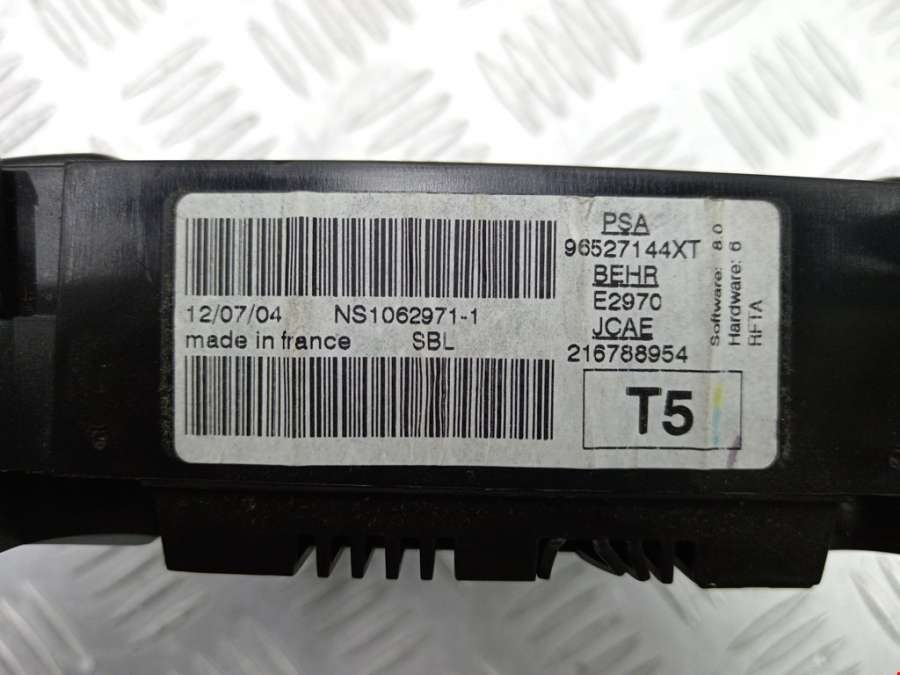 12/07/04 NS1062971-1
made in france SBL
PSA
96527144XT
BEHR
E2970
JCAE
216788954
T5
Software: 8.0
Hardware: 6
RFTA